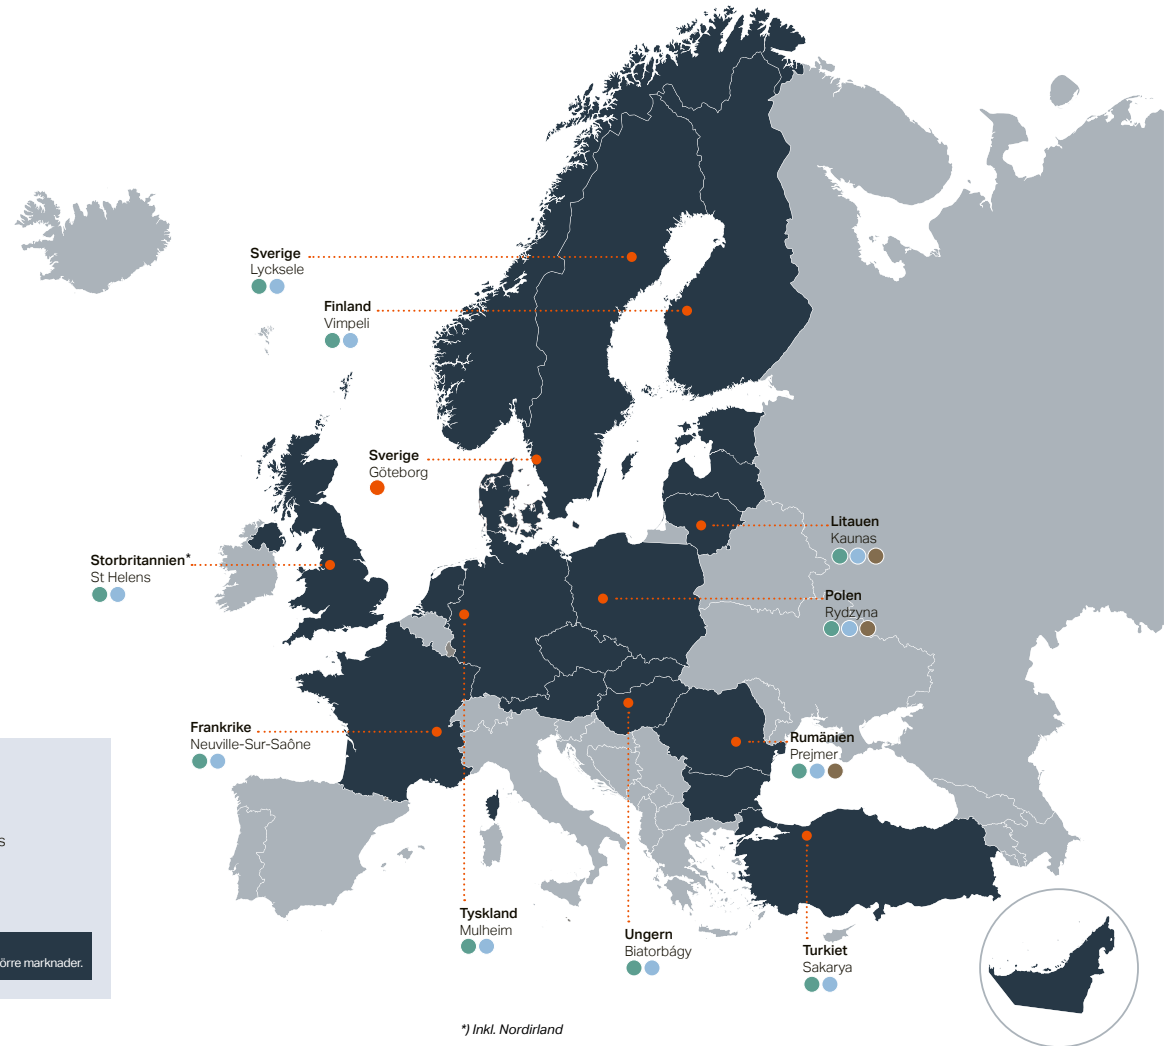 Sverige
Lycksele
Finland
Vimpeli
Sverige
Göteborg
Litauen
Kaunas
Storbritannien*
St Helens
Polen
Rydzyna
Frankrike
Neuville-Sur-Saône
Rumänien
Prejmer
Tyskland
Mulheim
Ungern
Biatorbágy
Turkiet
Sakarya
marknader.
*) Inkl. Nordirland